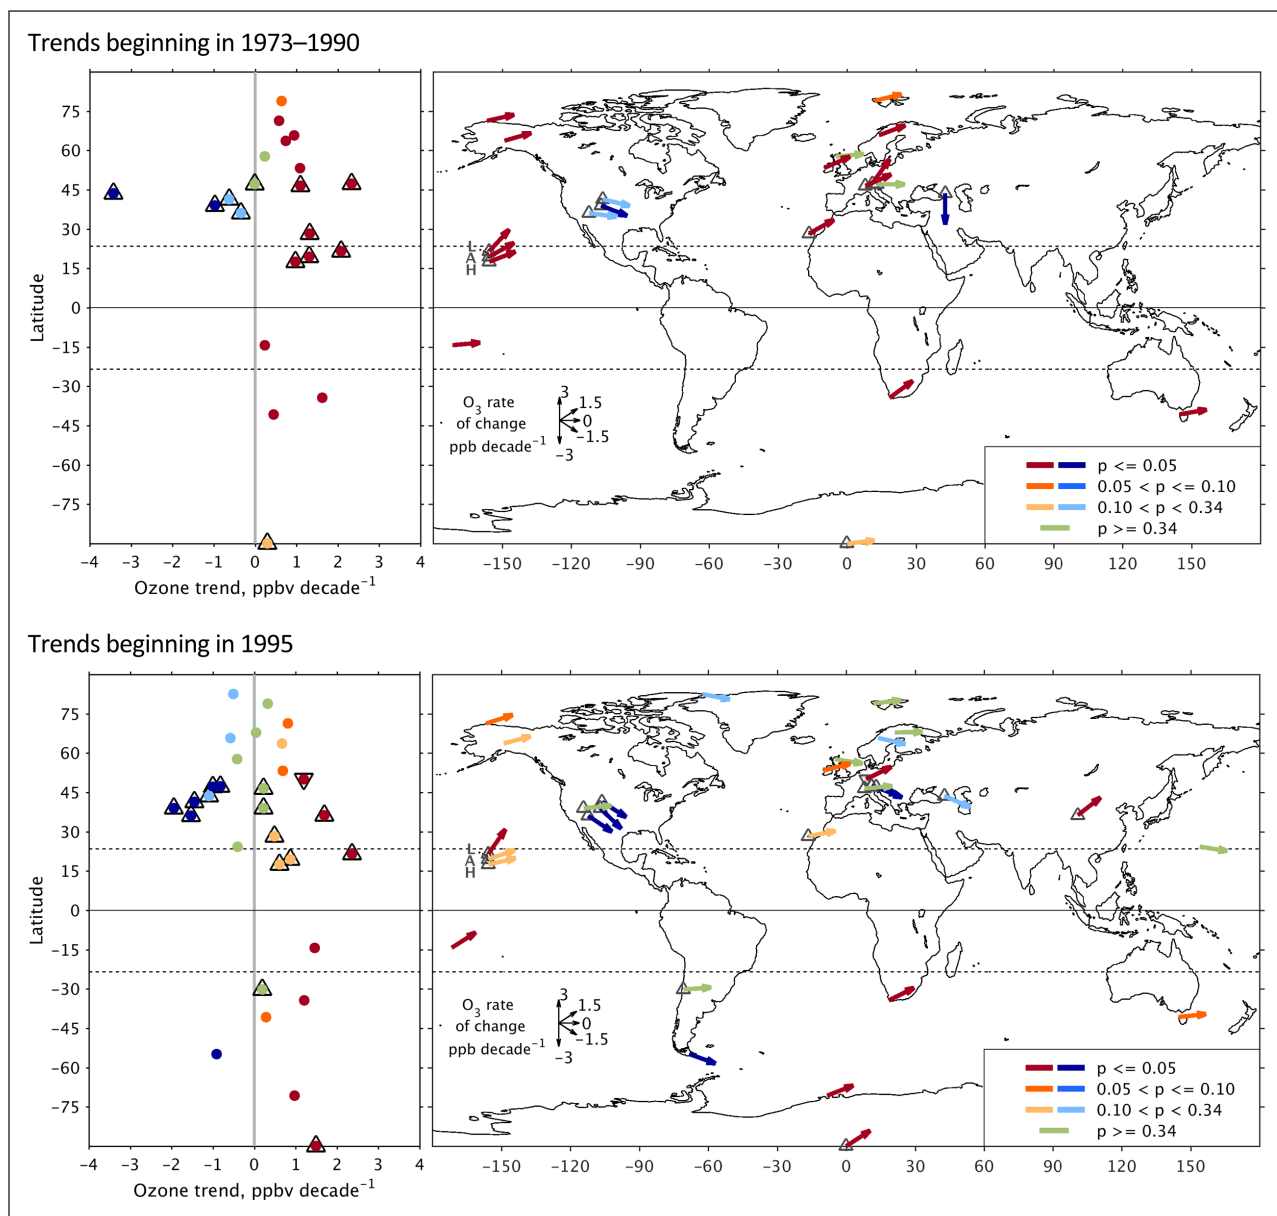 Trends beginning in 1973–1990
75
60
45
30
15
0
−15
−30
−45
−60
−75
Latitude
−4 −3 −2 −1 0 1 2 3 4
Ozone trend, ppbv decade−1
L
A
H
O3 rate
of change
ppb decade−1
3
1.5
0
−1.5
−3
p <= 0.05
0.05 < p <= 0.10
0.10 < p < 0.34
p >= 0.34
−150 −120 −90 −60 −30 0 30 60 90 120 150
Trends beginning in 1995
75
60
45
30
15
0
−15
−30
−45
−60
−75
Latitude
−4 −3 −2 −1 0 1 2 3 4
Ozone trend, ppbv decade−1
L
A
H
O3 rate
of change
ppb decade−1
3
1.5
0
−1.5
−3
p <= 0.05
0.05 < p <= 0.10
0.10 < p < 0.34
p >= 0.34
−150 −120 −90 −60 −30 0 30 60 90 120 150